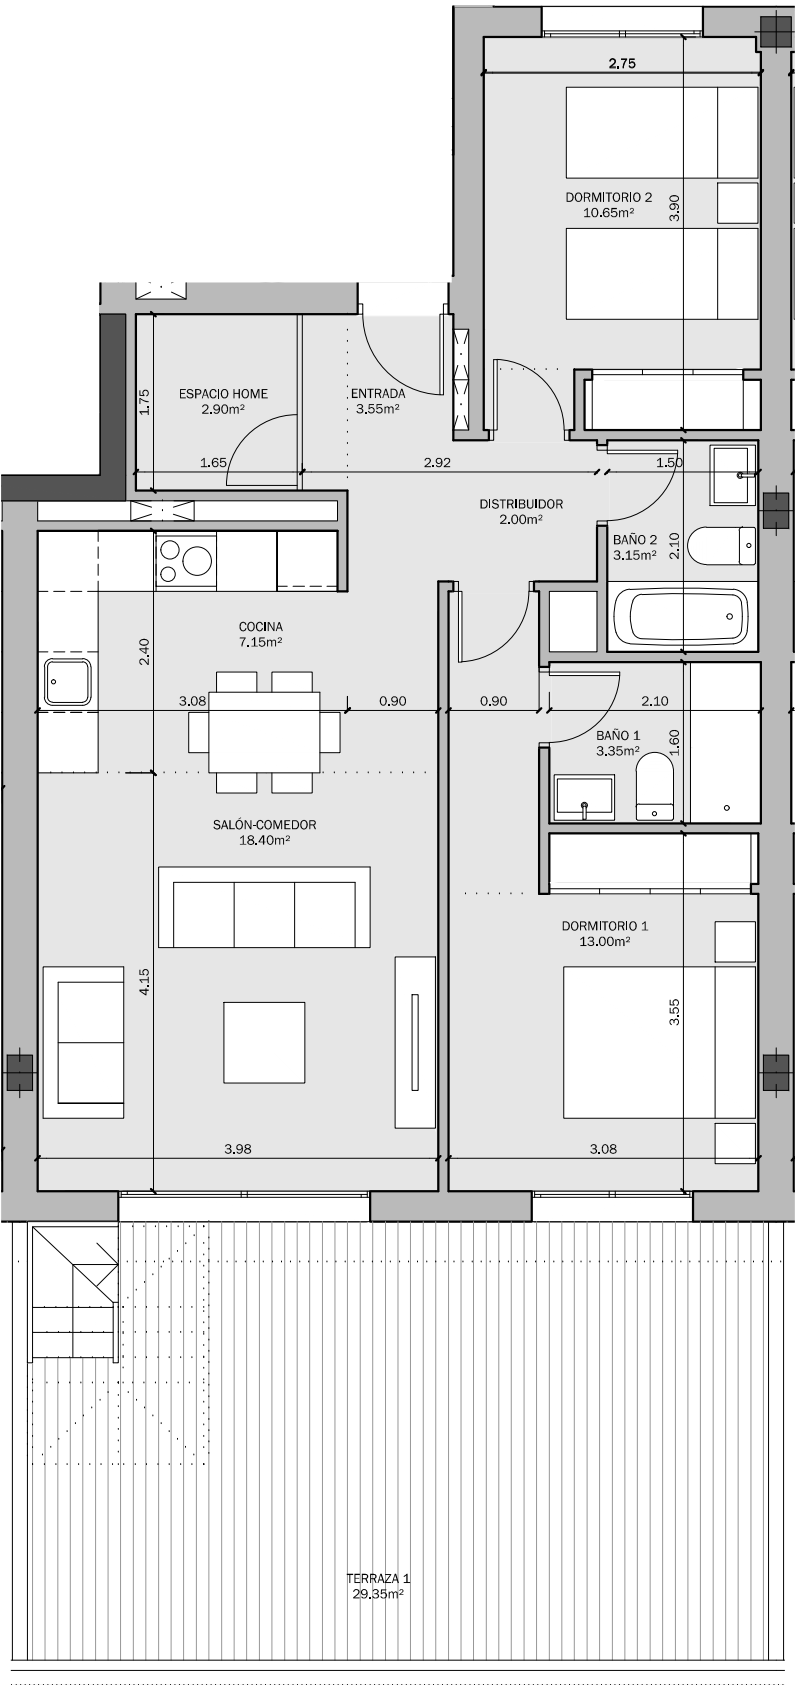 2.75
DORMITORIO 2
10.65m²
3.90
ESPACIO HOME
2.90m²
ENTRADA
3.55m²
1.75
1.65
2.92
1.50
DISTRIBUIDOR
2.00m²
BAÑO 2
3.15m²
2.10
COCINA
7.15m²
2.40
3.08
0.90
0.90
2.10
BAÑO 1
3.35m²
1.60
SALÓN-COMEDOR
18.40m²
DORMITORIO 1
13.00m²
4.15
3.55
3.98
3.08
TERRAZA 1
29.35m²